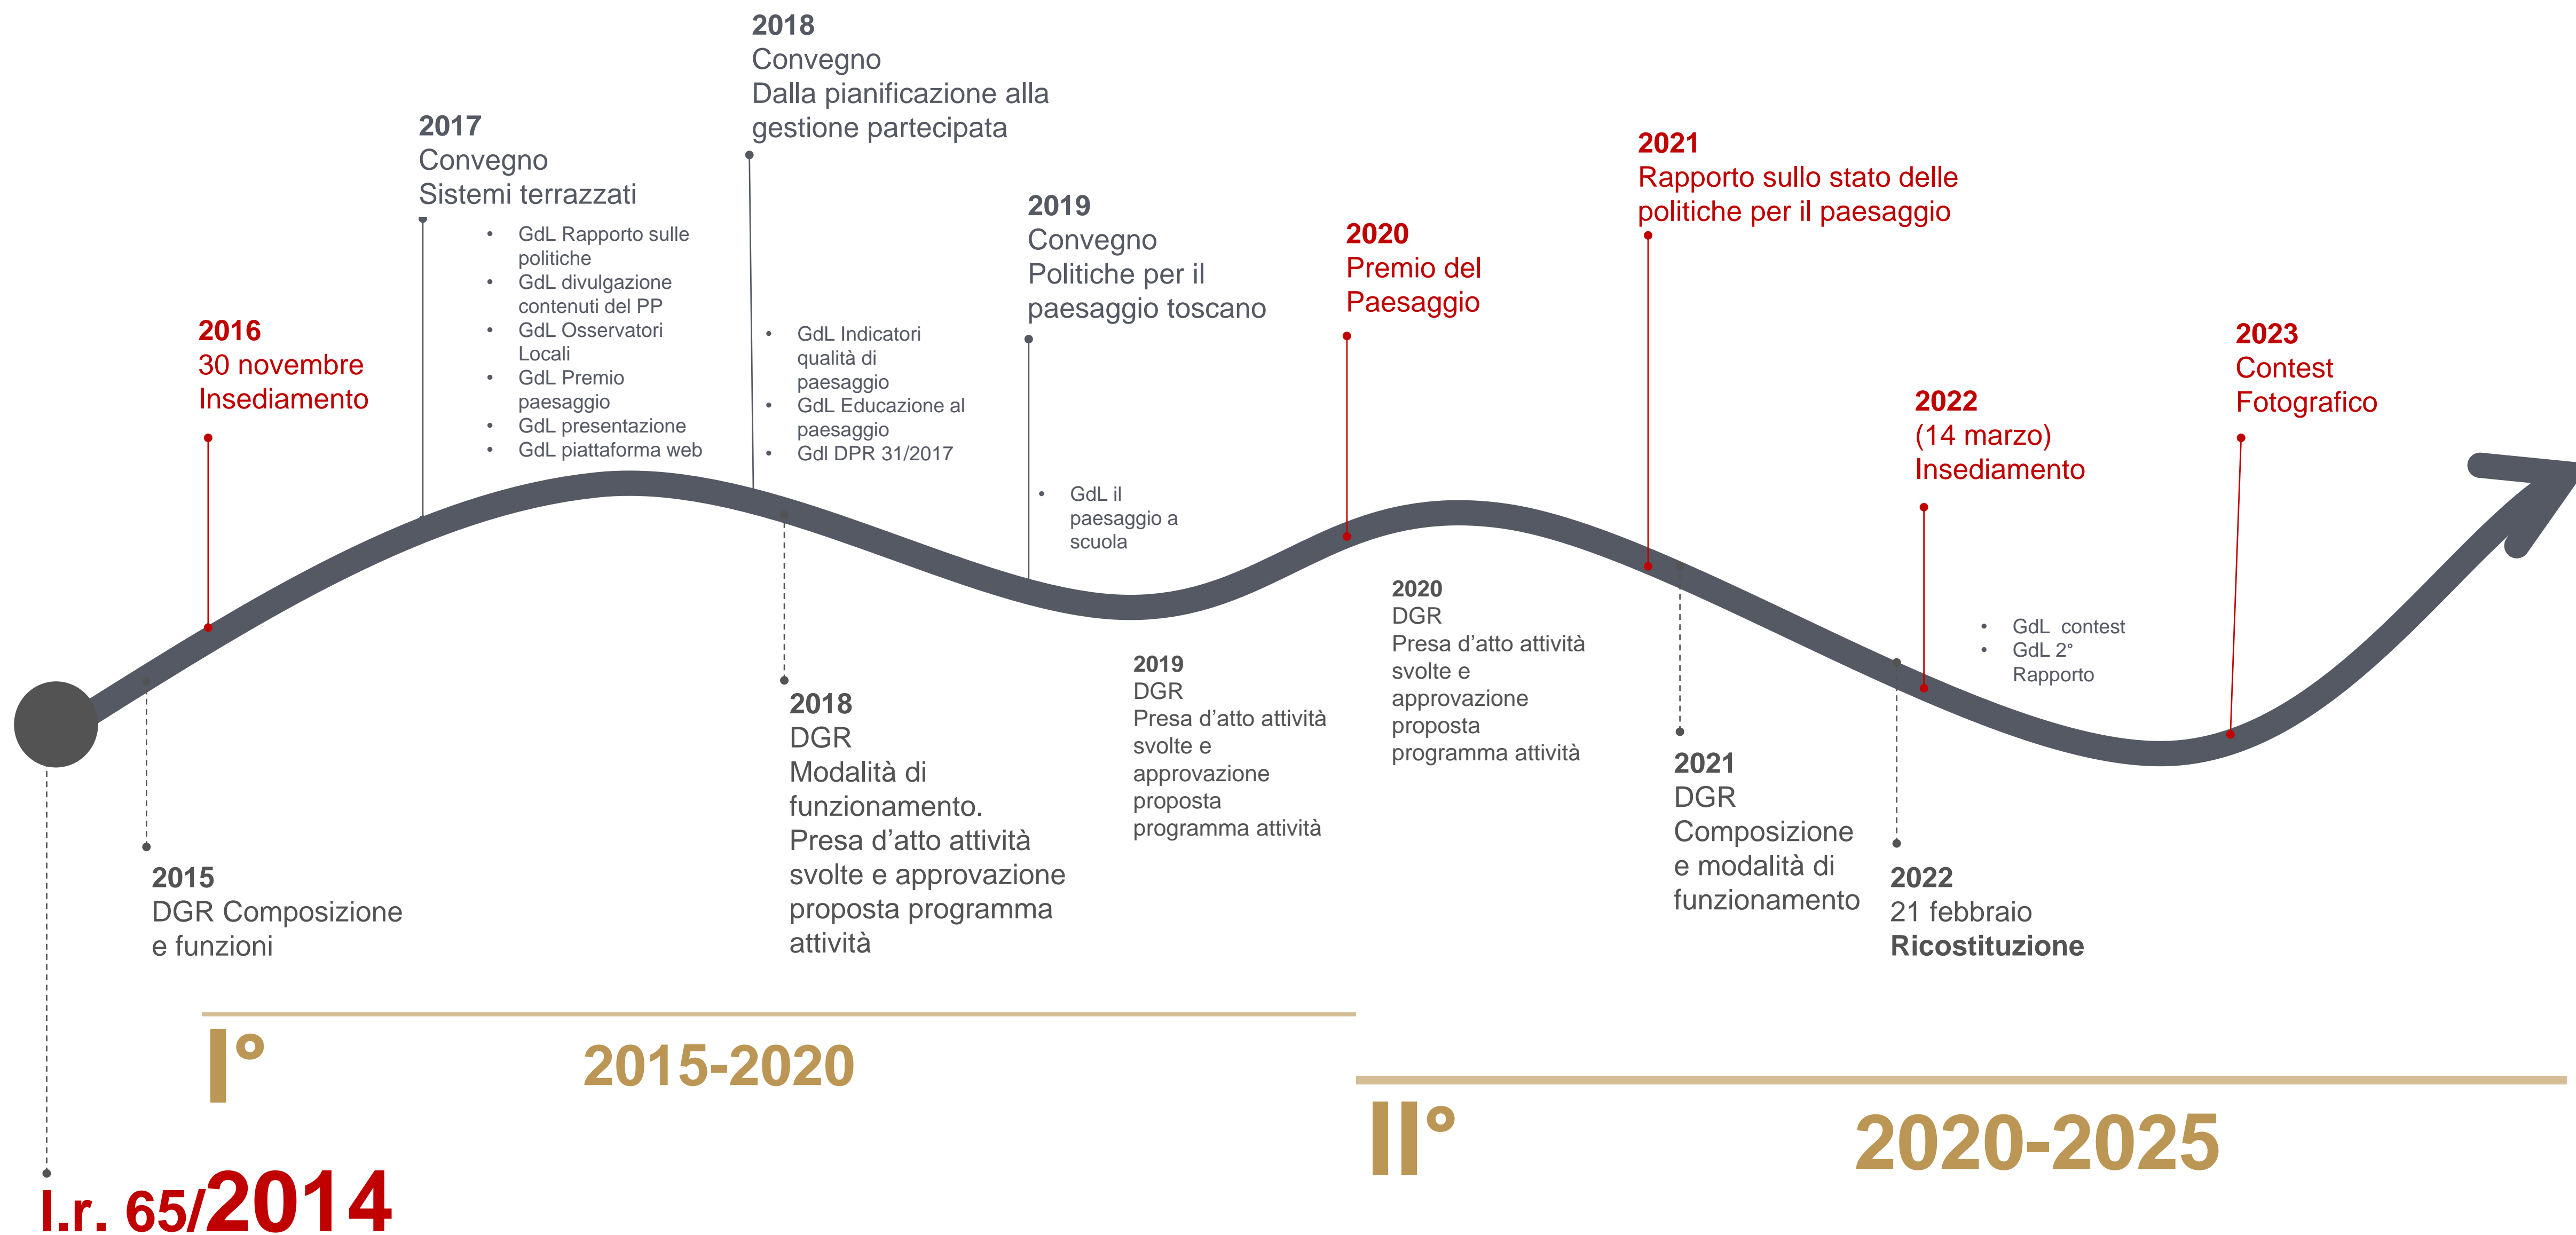 2018
Convegno
Dalla pianificazione alla
gestione partecipata
2017
Convegno
Sistemi terrazzati
• GdL Rapporto sulle
politiche
• GdL divulgazione
contenuti del PP
• GdL Osservatori
Locali
• GdL Premio
paesaggio
• GdL presentazione
• GdL piattaforma web
2016
30 novembre
Insediamento
• GdL Indicatori
qualità di
paesaggio
• GdL Educazione al
paesaggio
• Gdl DPR 31/2017
2019
Convegno
Politiche per il
paesaggio toscano
• GdL il
paesaggio a
scuola
2020
Premio del
Paesaggio
2021
Rapporto sullo stato delle
politiche per il paesaggio
2022
(14 marzo)
Insediamento
• GdL contest
• GdL 2°
Rapporto
2023
Contest
Fotografico
2015
DGR Composizione
e funzioni
2018
DGR
Modalità di
funzionamento.
Presa d’atto attività
svolte e approvazione
proposta programma
attività
2019
DGR
Presa d’atto attività
svolte e
approvazione
proposta
programma attività
2020
DGR
Presa d’atto attività
svolte e
approvazione
proposta
programma attività
2021
DGR
Composizione
e modalità di
funzionamento
2022
21 febbraio
Ricostituzione
I°
2015-2020
II°
2020-2025
l.r. 65/2014